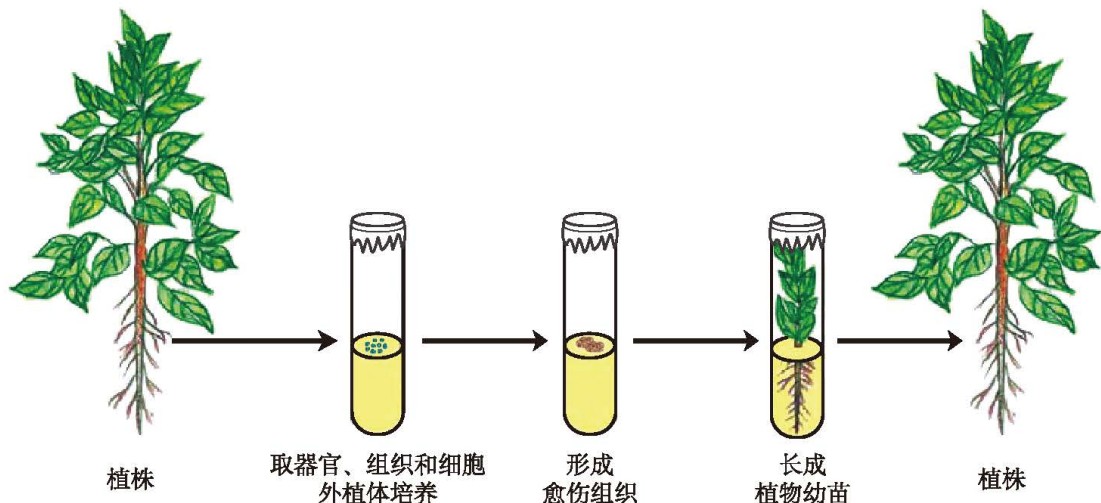 植株
取器官、组织和细胞
外植体培养
形成
愈伤组织
长成
植物幼苗
植株